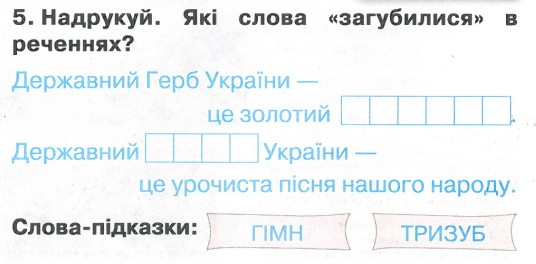 5. Надрукуй. Які слова «загубилися» в
реченнях?
Державний Герб України —
це золотий .
Державний України —
це урочиста пісня нашого народу.
Слова-підказки: ГІМН ТРИЗУБ